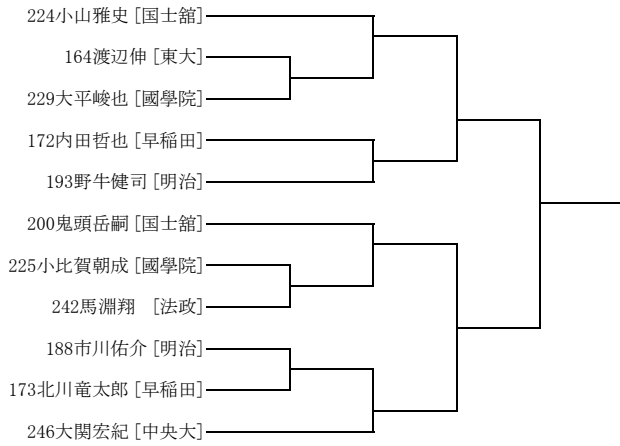 224小山雅史 [国士舘]
164渡辺伸 [東大]
229大平峻也 [國學院]
172内田哲也 [早稲田]
193野牛健司 [明治]
200鬼頭岳嗣 [国士舘]
225小比賀朝成 [國學院]
242馬淵翔　[法政]
188市川佑介 [明治]
173北川竜太郎 [早稲田]
246大関宏紀 [中央大]